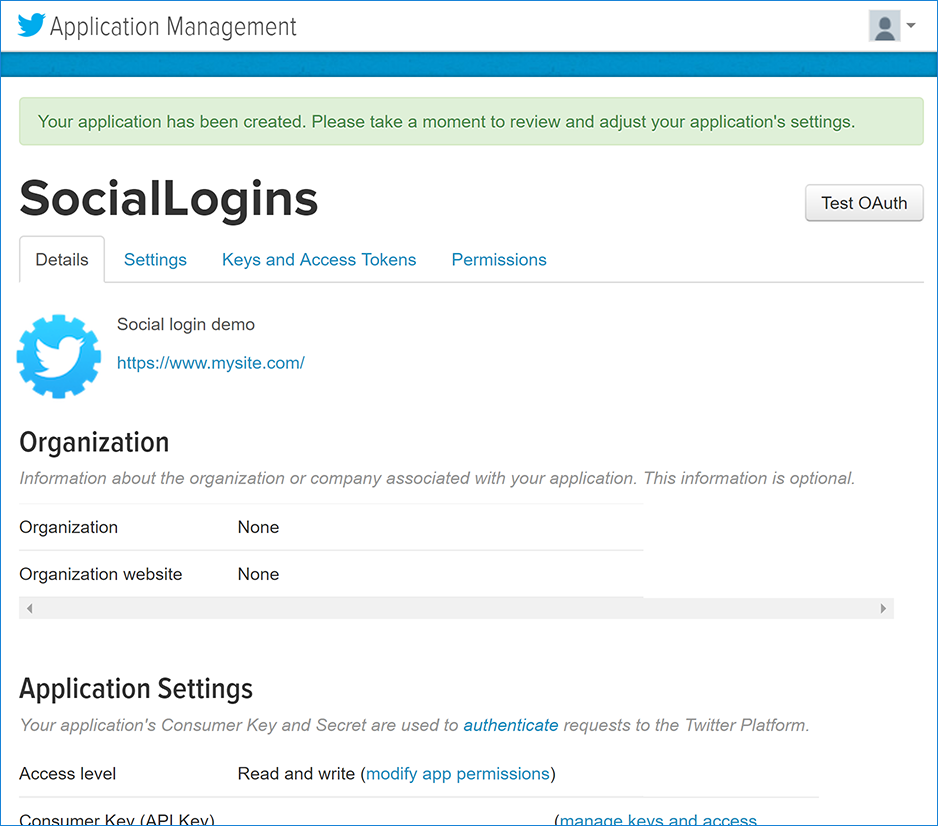 Application Management
Your application has been created. Please take a moment to review and adjust your application's settings.
SocialLogins
Test OAuth
Details Settings Keys and Access Tokens Permissions
Social login demo
https://www.mysite.com/
Organization
Information about the organization or company associated with your application. This information is optional.
Organization None
Organization website None
Application Settings
Your application's Consumer Key and Secret are used to authenticate requests to the Twitter Platform.
Access level Read and write (modify app permissions)
Consumer Key (API Key) (manage keys and access